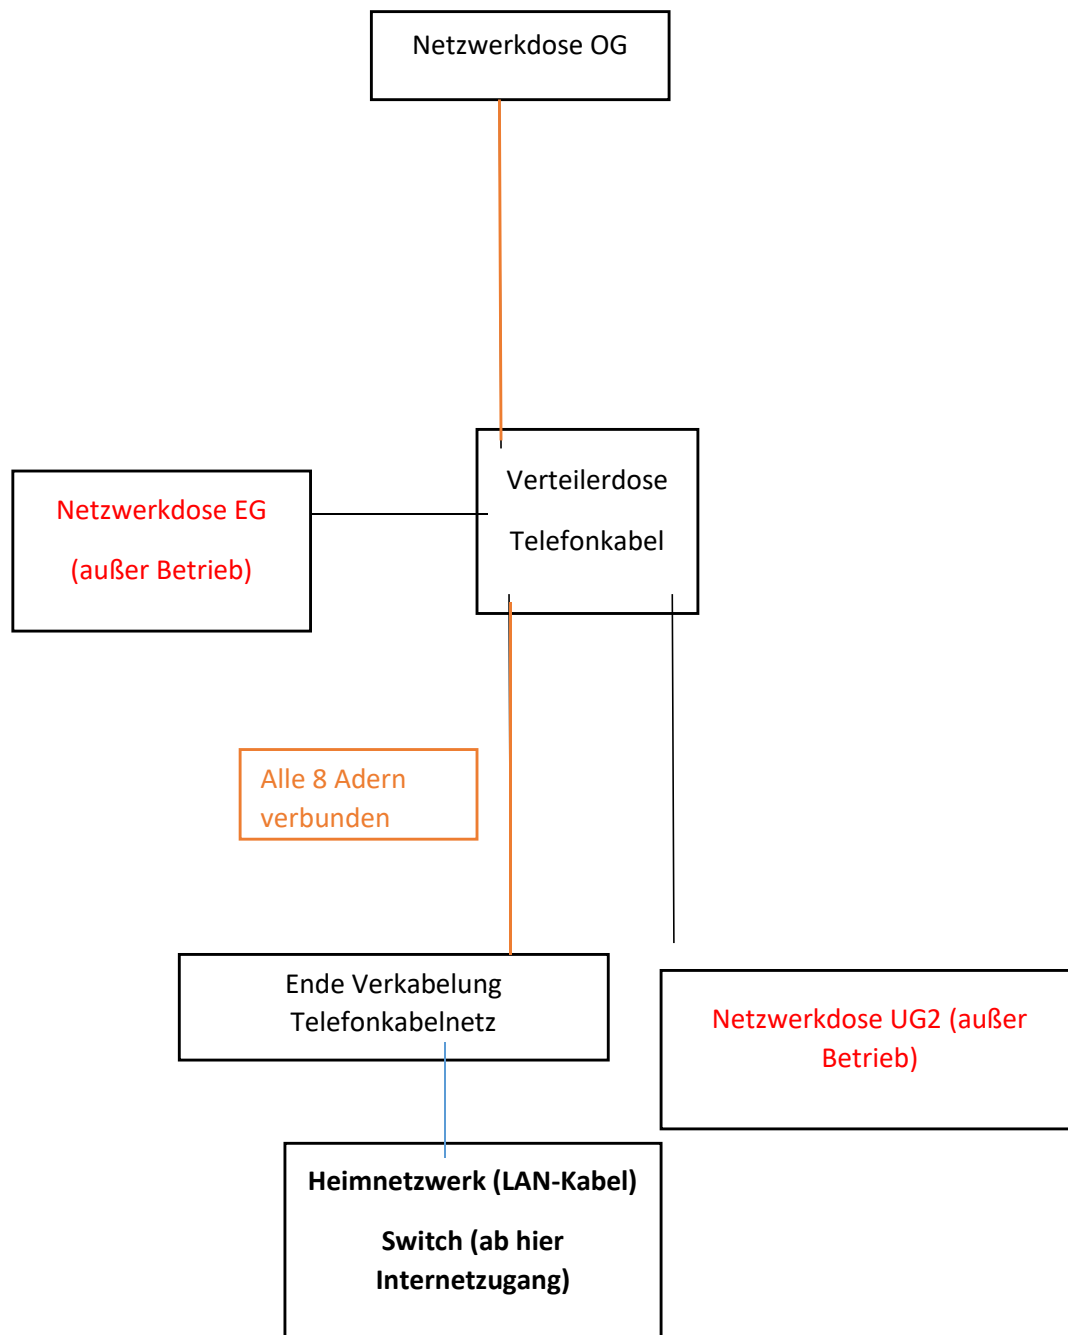 Netzwerkdose OG
Verteilerdose
Telefonkabel
Netzwerkdose EG
(außer Betrieb)
Alle 8 Adern
verbunden
Ende Verkabelung
Telefonkabelnetz
Netzwerkdose UG2 (außer
Betrieb)
Heimnetzwerk (LAN-Kabel)
Switch (ab hier
Internetzugang)